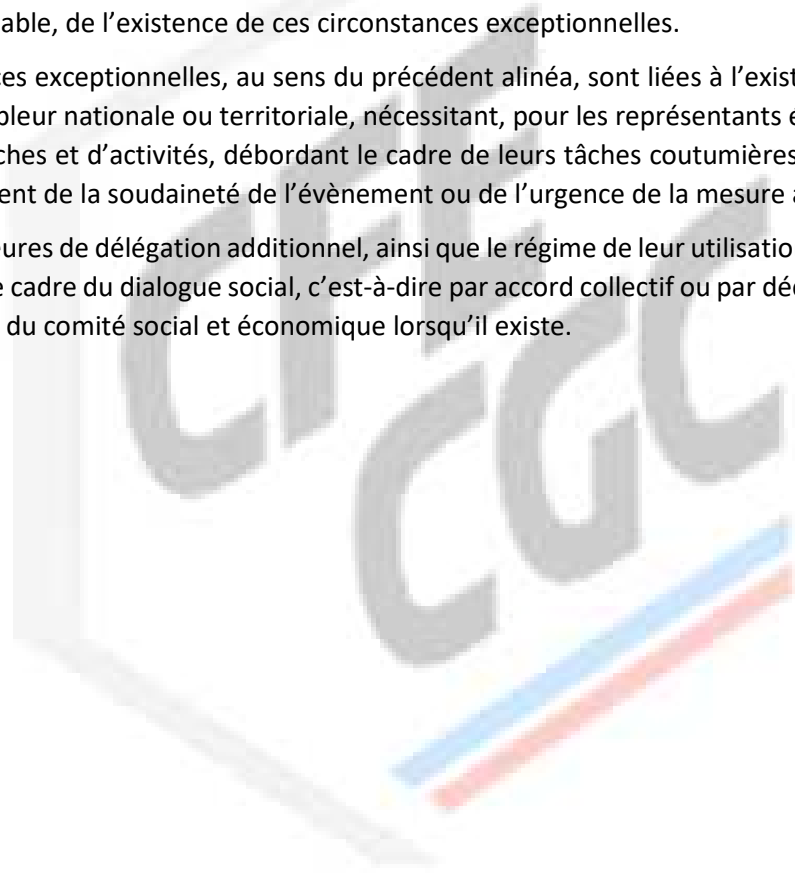 able, de l’existence de ces circonstances exceptionnelles.
ces exceptionnelles, au sens du précédent alinéa, sont liées à l’exist
pleur nationale ou territoriale, nécessitant, pour les représentants é
ches et d’activités, débordant le cadre de leurs tâches coutumières
ent de la soudaineté de l’évènement ou de l’urgence de la mesure à
eures de délégation additionnel, ainsi que le régime de leur utilisatio
e cadre du dialogue social, c’est-à-dire par accord collectif ou par déc
du comité social et économique lorsqu’il existe.
CFE
CGC